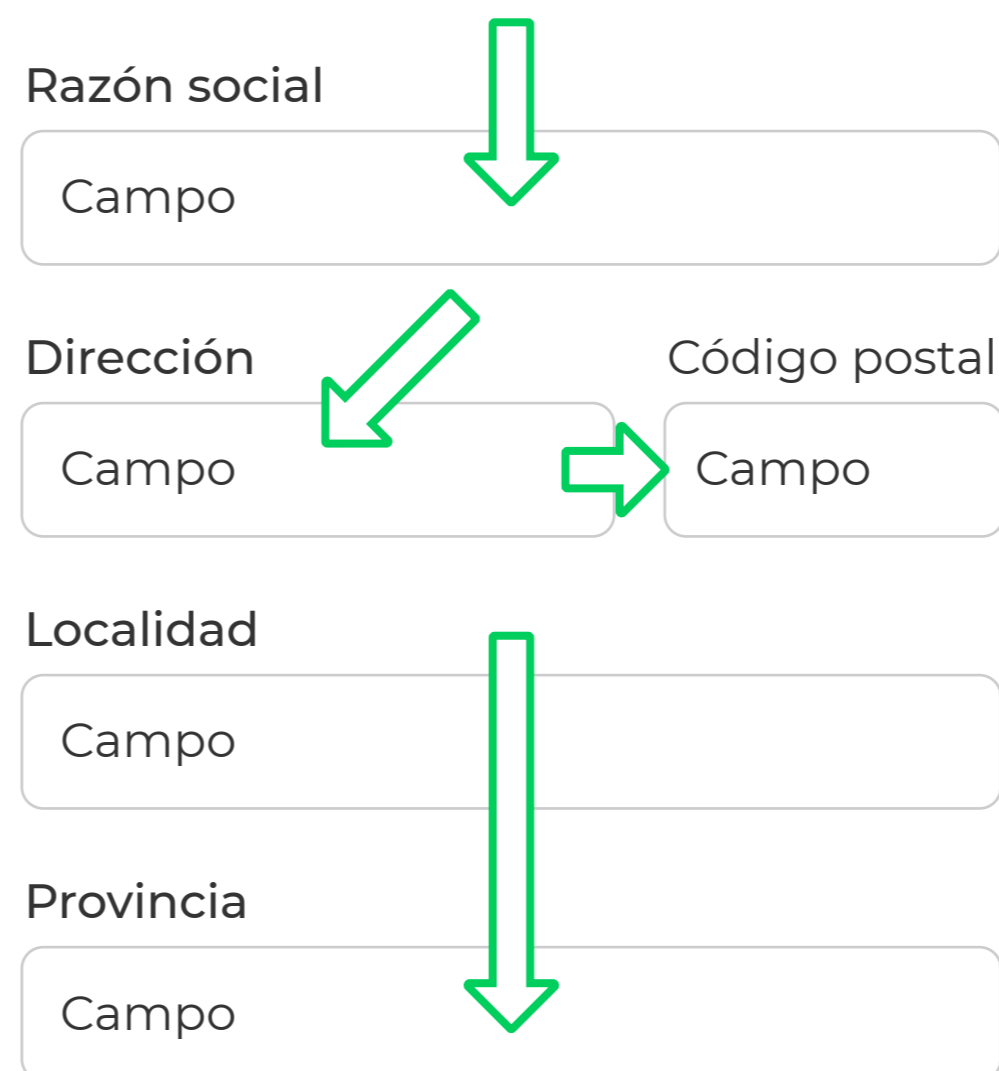 Razón social
Campo
Dirección
Código postal
Campo
Campo
Localidad
Campo
Provincia
Campo